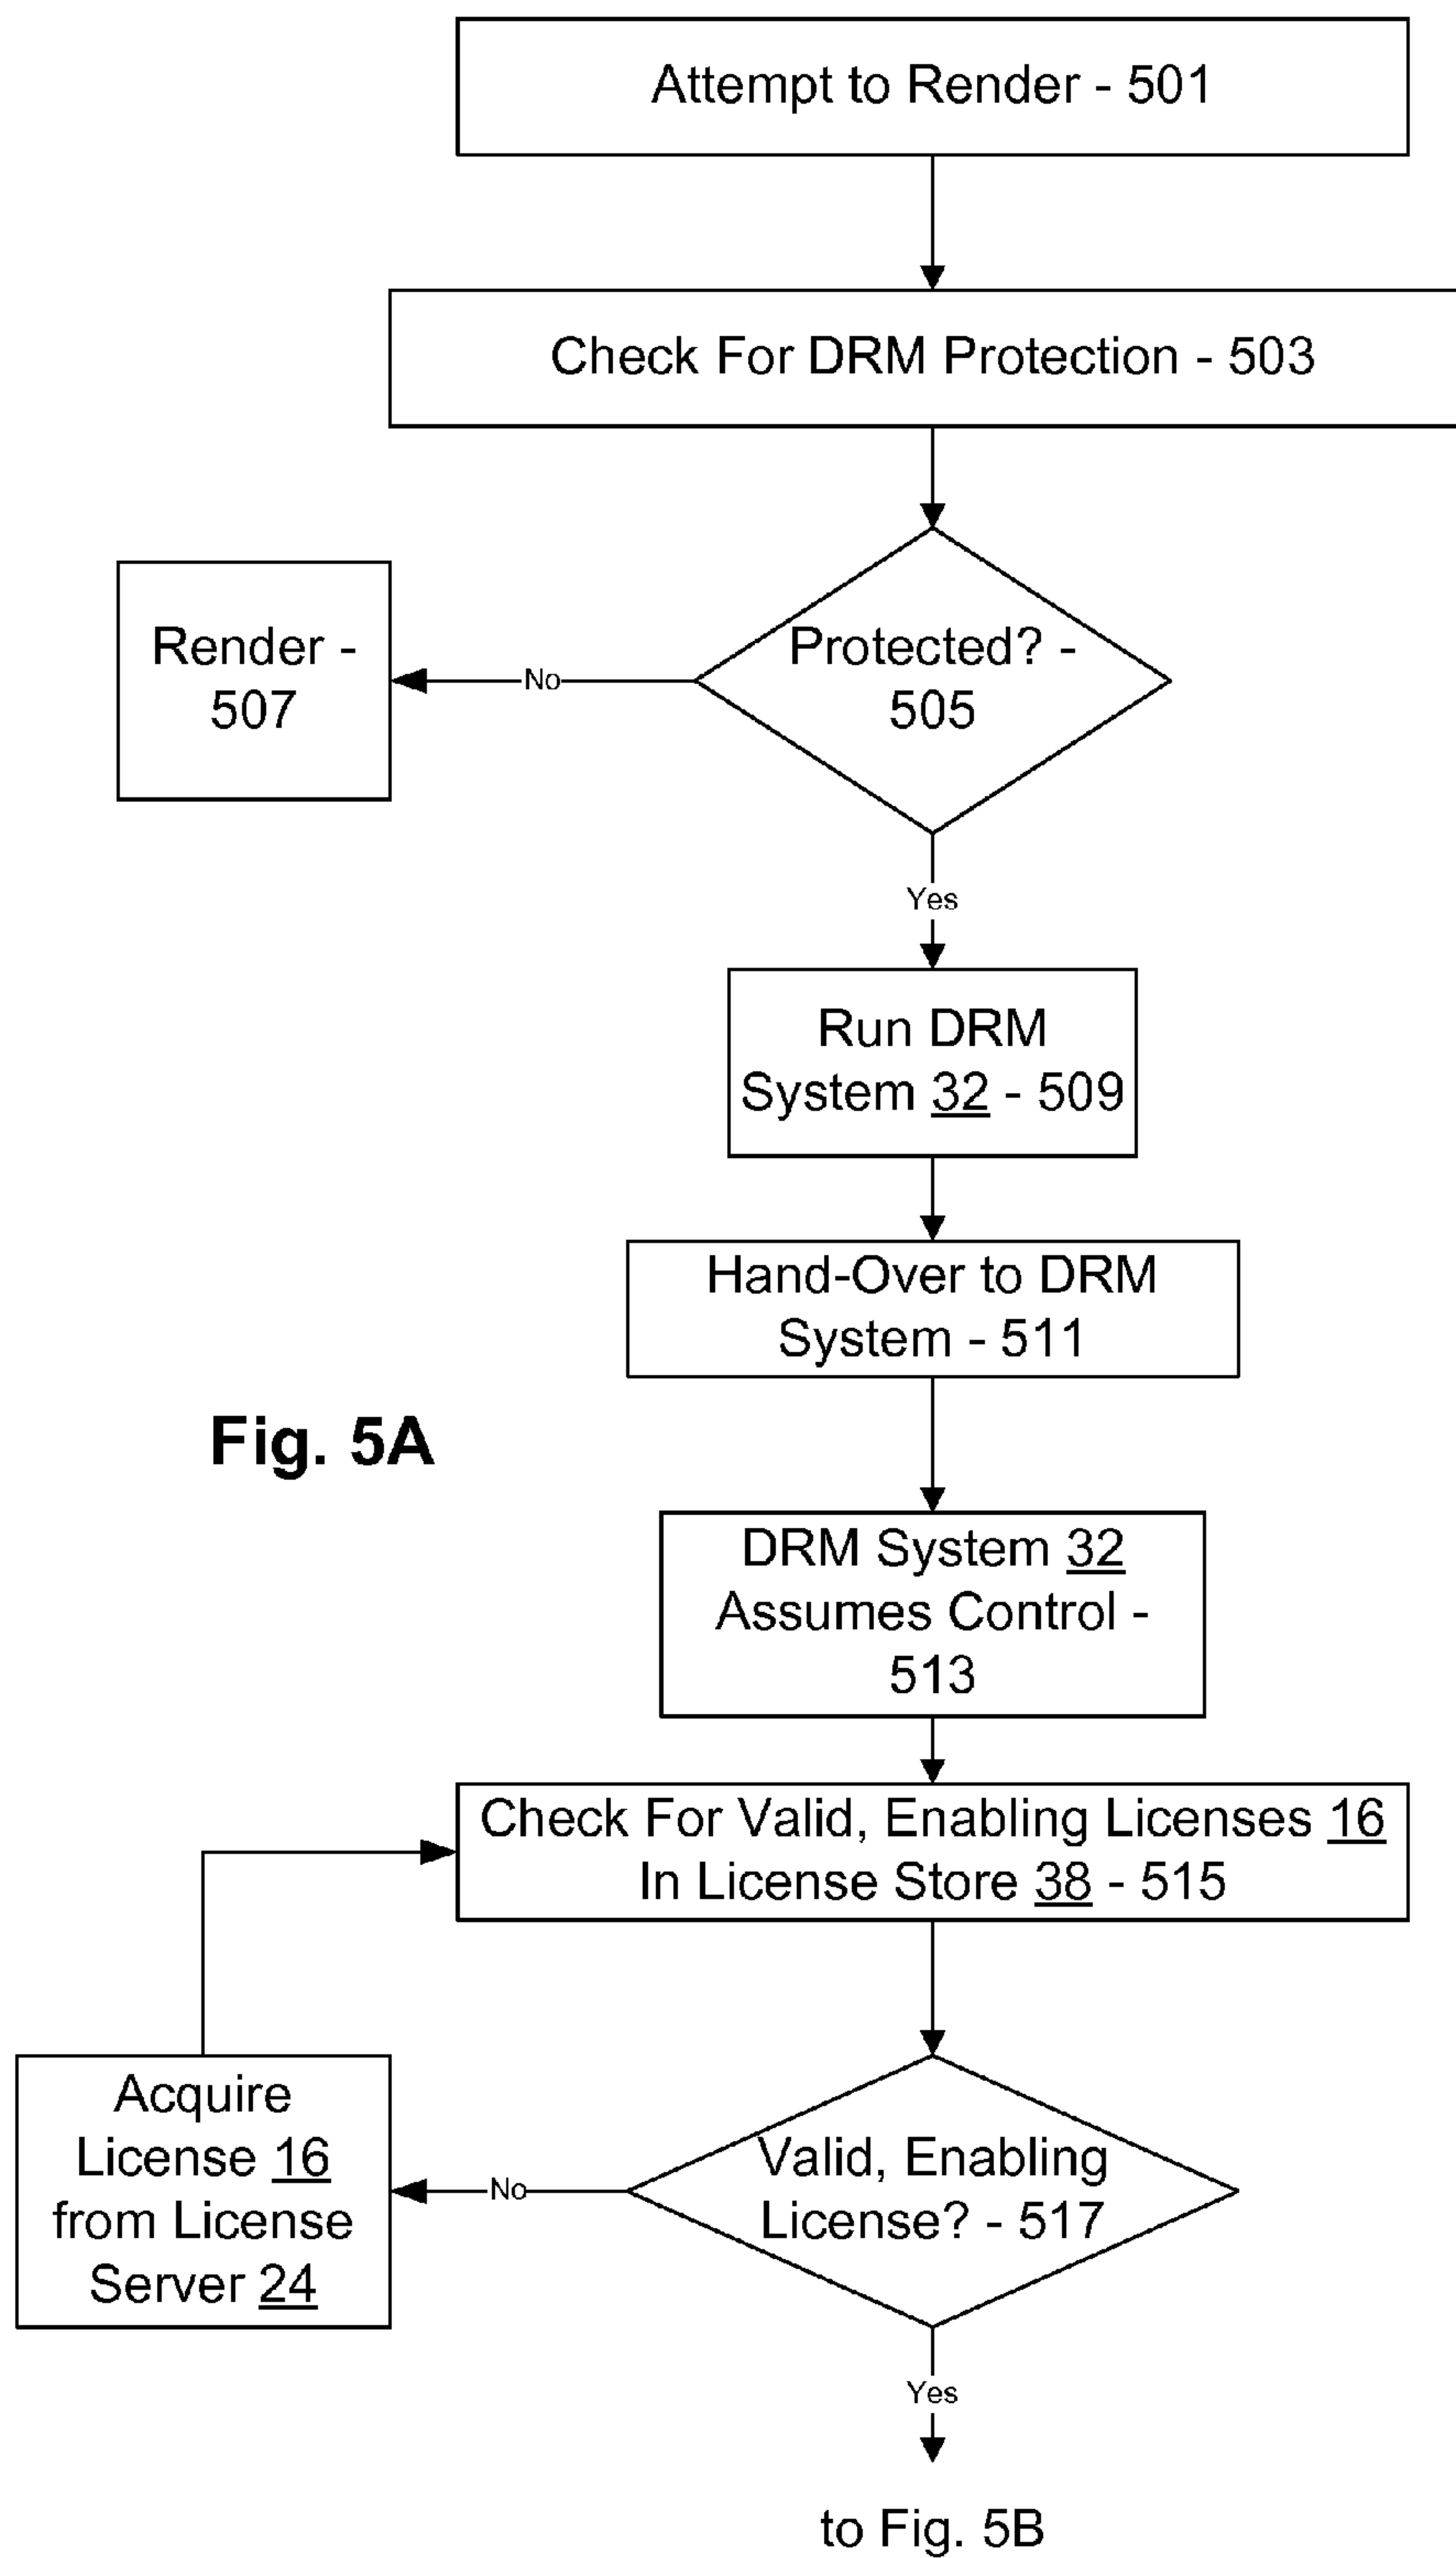 Attempt to Render - 501
Check For DRM Protection - 503
Protected? -
505
No
Render -
507
Yes
Run DRM
System 32 - 509
Hand-Over to DRM
System - 511
Fig. 5A
DRM System 32
Assumes Control -
513
Check For Valid, Enabling Licenses 16
In License Store 38 - 515
Valid, Enabling
License? - 517
No
Acquire
License 16
from License
Server 24
Yes
to Fig. 5B